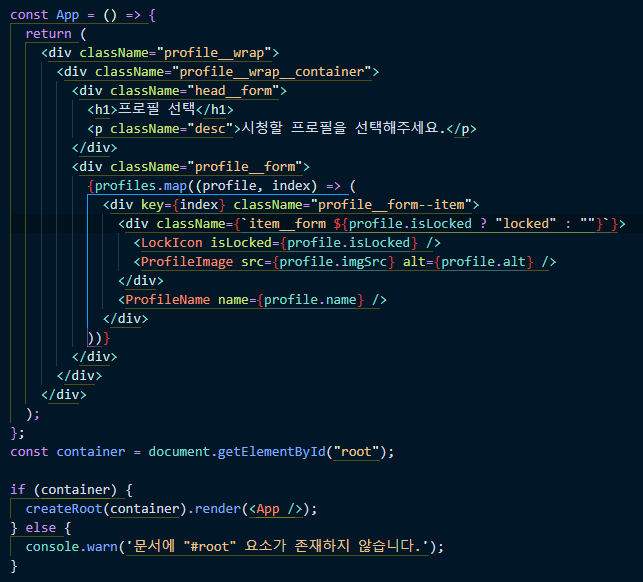 const App = () => {
  return (
    <div className="profile__wrap">
      <div className="profile__wrap__container">
        <div className="head__form">
          <h1>프로필 선택</h1>
          <p className="desc">시청할 프로필을 선택해주세요.</p>
        </div>
        <div className="profile__form">
          {profiles.map((profile, index) => (
            <div key={index} className="profile__form--item">
              <div className={`item__form ${profile.isLocked ? "locked" : ""}`}>
                <LockIcon isLocked={profile.isLocked} />
                <ProfileImage src={profile.imgSrc} alt={profile.alt} />
              </div>
              <ProfileName name={profile.name} />
            </div>
          ))}
        </div>
      </div>
    </div>
  );
};
const container = document.getElementById("root");

if (container) {
  createRoot(container).render(<App />);
} else {
  console.warn('문서에 "#root" 요소가 존재하지 않습니다.');
}